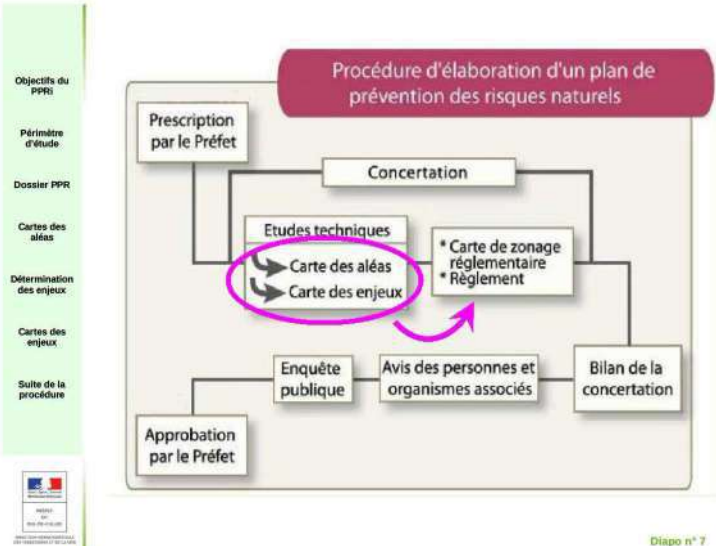 Objectifs du
PPRi
Périmètre
d'étude
Dossier PPR
Cartes des
aléas
Détermination
des enjeux
Cartes des
enjeux
Suite de la
procédure
Procédure d'élaboration d'un plan de
prévention des risques naturels
Prescription
par le Préfet
Concertation
Etudes techniques
Carte des aléas
Carte des enjeux
* Carte de zonage
réglementaire
* Règlement
Enquête
publique
Avis des personnes et
organismes associés
Bilan de la
concertation
Approbation
par le Préfet
Diapo n° 7